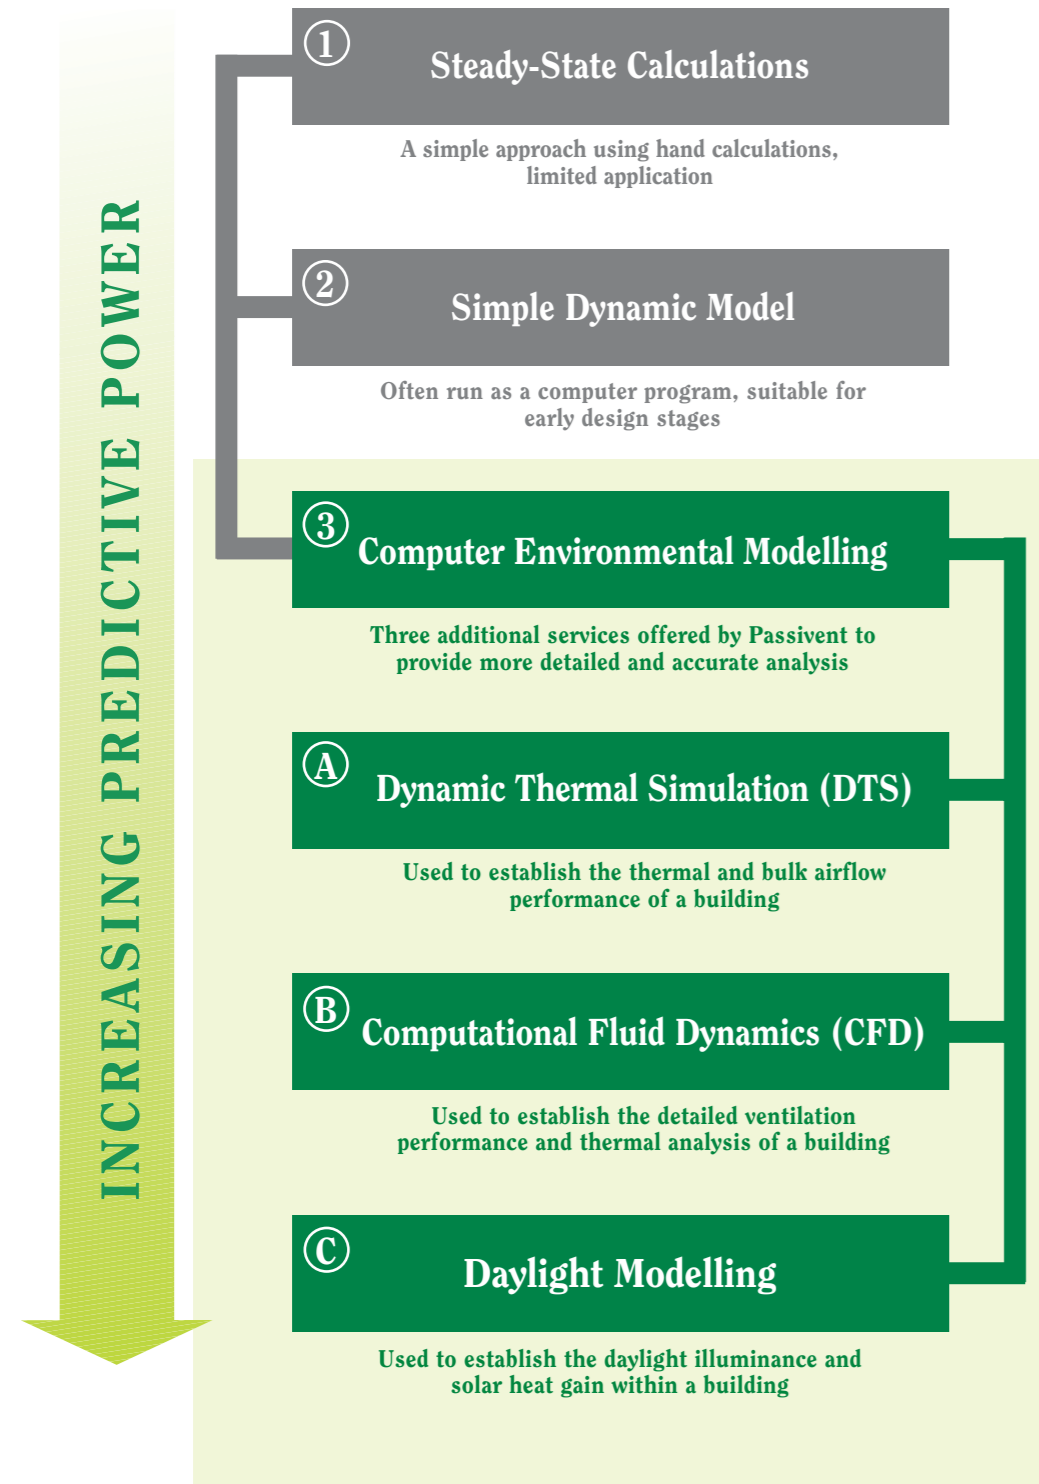 INCREASING PREDICTIVE POWER
1
Steady-State Calculations
A simple approach using hand calculations,
limited application
2
Simple Dynamic Model
Often run as a computer program, suitable for
early design stages
3
Computer Environmental Modelling
Three additional services offered by Passivent to
provide more detailed and accurate analysis
A
Dynamic Thermal Simulation (DTS)
Used to establish the thermal and bulk airflow
performance of a building
B
Computational Fluid Dynamics (CFD)
Used to establish the detailed ventilation
performance and thermal analysis of a building
C
Daylight Modelling
Used to establish the daylight illuminance and
solar heat gain within a building